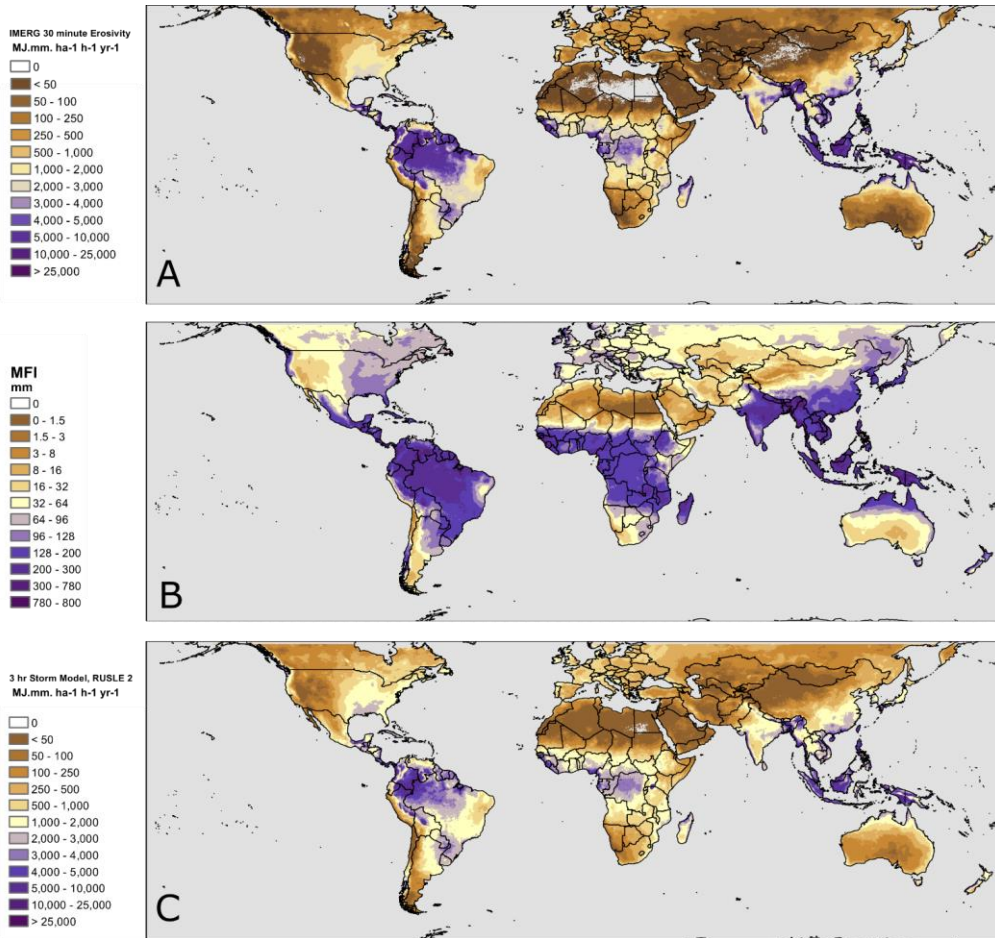 IMERG 30 minute Erosivity
MJ.mm. ha-1 h-1 yr-1
0
< 50
50 - 100
100 - 250
250 - 500
500 - 1,000
1,000 - 2,000
2,000 - 3,000
3,000 - 4,000
4,000 - 5,000
5,000 - 10,000
10,000 - 25,000
> 25,000
A
MFI
mm
0
0 - 1.5
1.5 - 3
3 - 8
8 - 16
16 - 32
32 - 64
64 - 96
96 - 128
128 - 200
200 - 300
300 - 780
780 - 800
B
3 hr Storm Model, RUSLE 2
MJ.mm. ha-1 h-1 yr-1
0
< 50
50 - 100
100 - 250
250 - 500
500 - 1,000
1,000 - 2,000
2,000 - 3,000
3,000 - 4,000
4,000 - 5,000
5,000 - 10,000
10,000 - 25,000
> 25,000
C